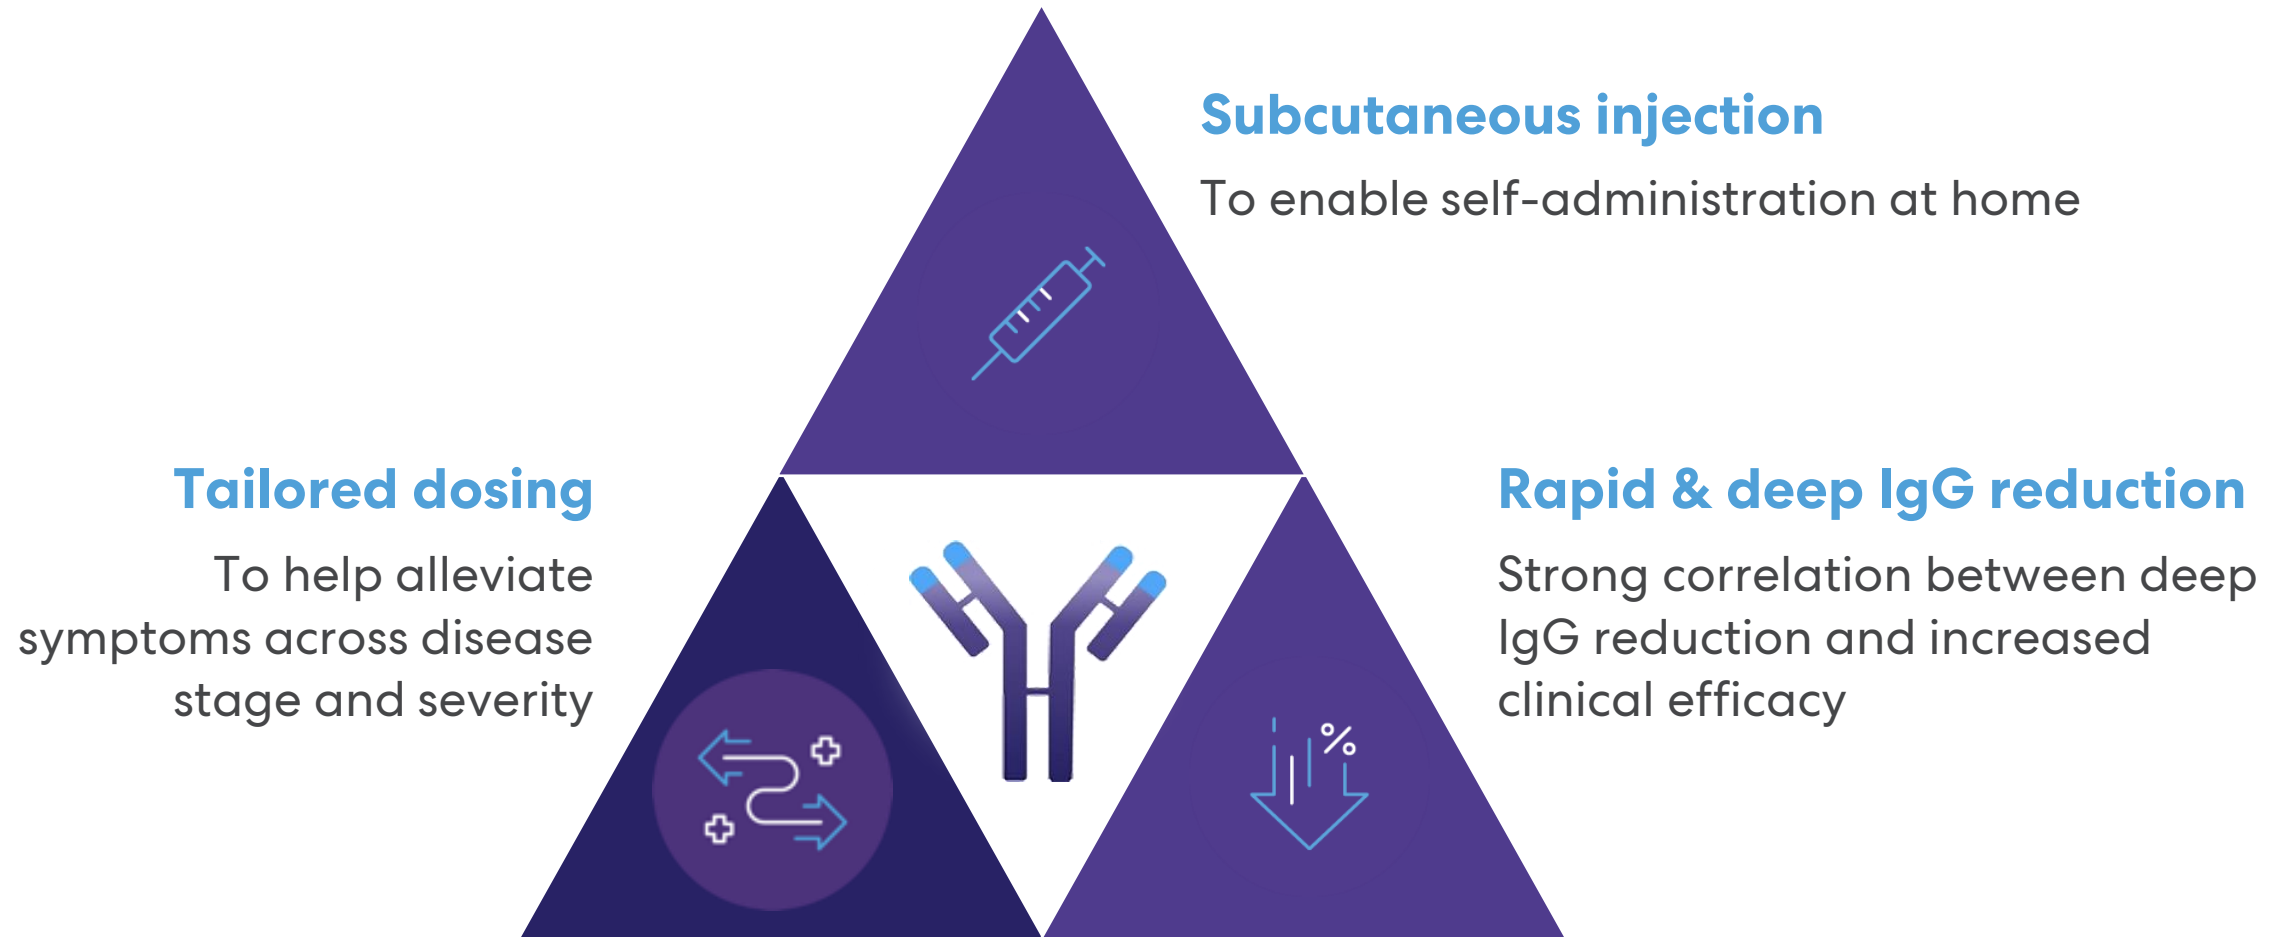 Subcutaneous injection
To enable self-administration at home
Tailored dosing
To help alleviate
symptoms across disease
stage and severity
Rapid & deep IgG reduction
Strong correlation between deep
IgG reduction and increased
clinical efficacy
%